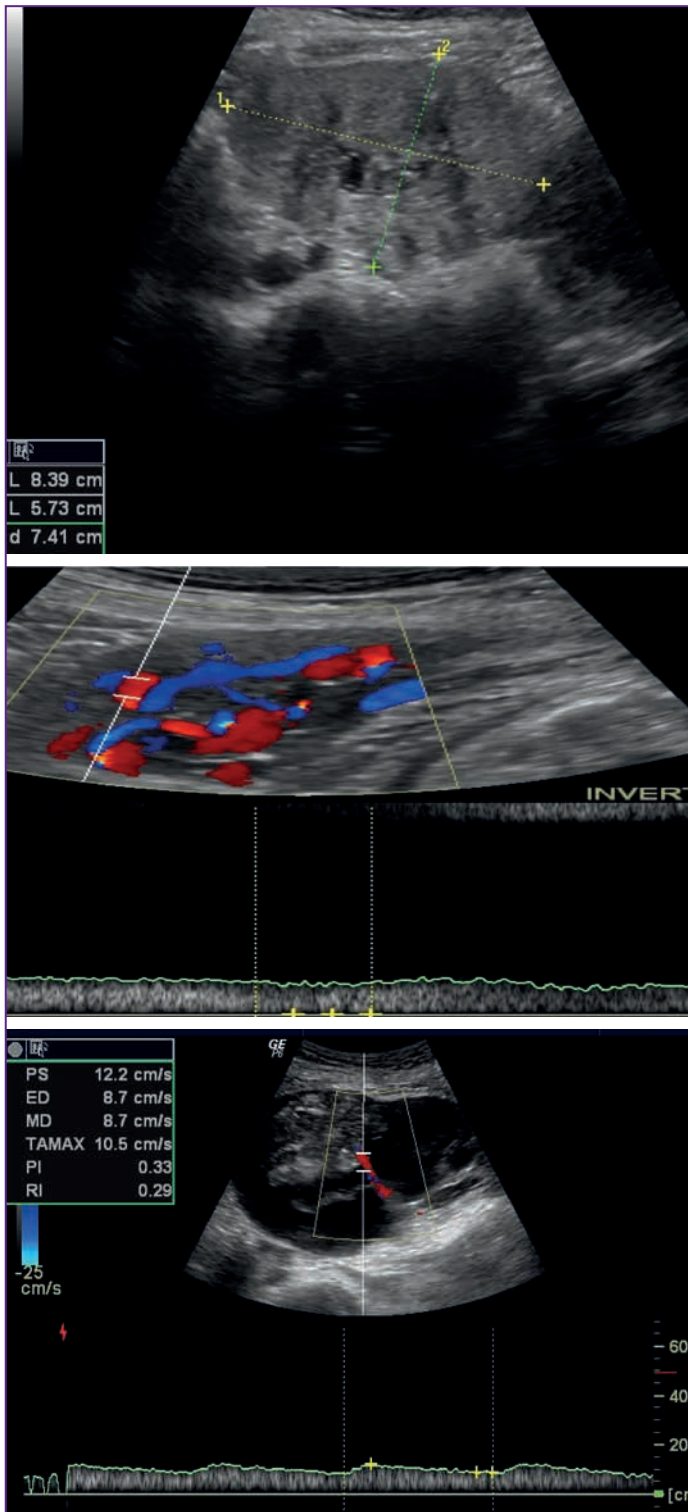 1
2
L 8.39 cm
L 5.73 cm
d 7.41 cm
INVERT
GE
PS 12.2 cm/s
ED 8.7 cm/s
MD 8.7 cm/s
TAMAX 10.5 cm/s
PI 0.33
RI 0.29
-25
cm/s
60
40
20
[cm